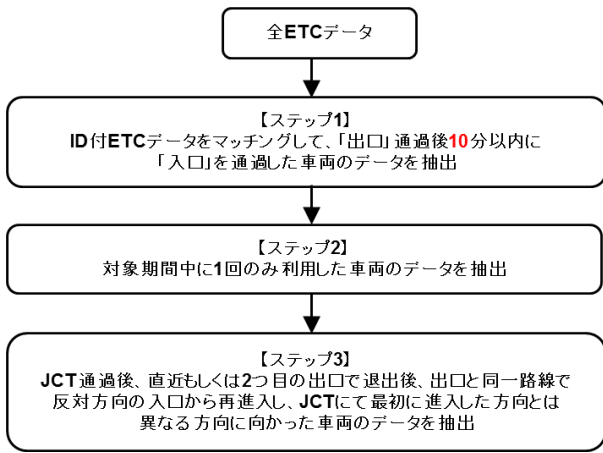 全ETCデータ
【ステップ1】
ID付ETCデータをマッチングして、「出口」通過後10分以内に
「入口」を通過した車両のデータを抽出
【ステップ2】
対象期間中に1回のみ利用した車両のデータを抽出
【ステップ3】
JCT通過後、直近もしくは2つ目の出口で退出後、出口と同一路線で
反対方向の入口から再進入し、JCTにて最初に進入した方向とは
異なる方向に向かった車両のデータを抽出